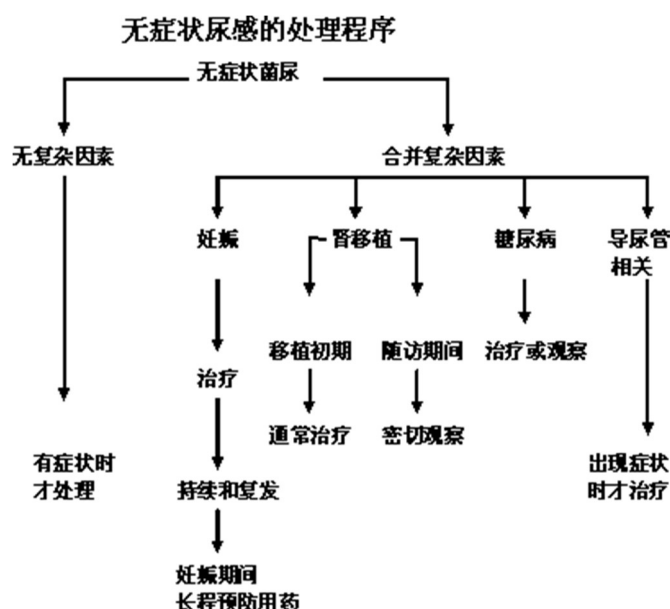 无症状尿感的处理程序
无症状菌尿
无复杂因素
合并复杂因素
妊娠
肾移植
糖尿病
导尿管
相关
移植初期
随访期间
治疗或观察
治疗
通常治疗
密切观察
有症状时
才处理
持续和复发
出现症状
时才治疗
妊娠期间
长程预防用药